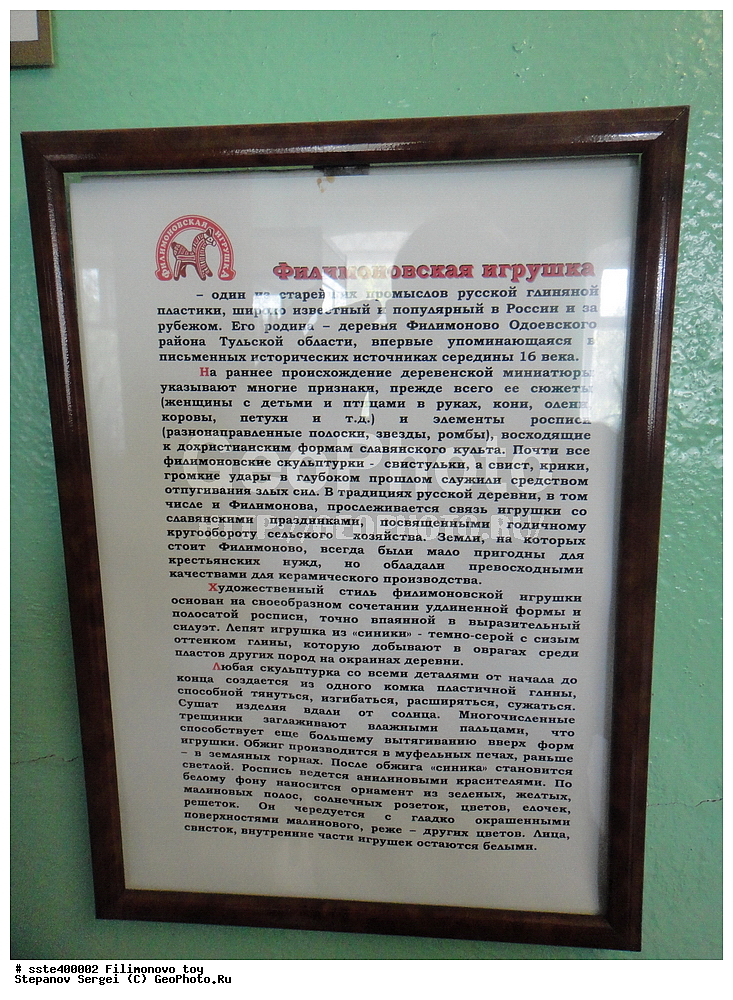 ФИЛИМОНОВСКАЯ ИГРУШКА
Филимоновская игрушка
– один из старейших промыслов русской глиняной
пластики, широко известный и популярный в России и за
рубежом. Его родина – деревня Филимоново Одоевского
района Тульской области, впервые упоминающаяся в
письменных исторических источниках середины 16 века.
На раннее происхождение деревенской миниатюры
указывают многие признаки, прежде всего ее сюжеты
(женщины с детьми и птицами в руках, кони, олени,
коровы, петухи и т.д.) и элементы росписи
(разнонаправленные полоски, звезды, ромбы), восходящие
к дохристианским формам славянского культа. Почти все
филимоновские скульптурки – свистульки, а свист, крики,
громкие удары в глубоком прошлом служили средством
отпугивания злых сил. В традициях русской деревни, в том
числе и Филимонова, прослеживается связь игрушки со
славянскими праздниками, посвященными годичному
кругообороту сельского хозяйства. Земли, на которых
стоит Филимоново, всегда были мало пригодны для
крестьянских нужд, но обладали превосходными
качествами для керамического производства.
Художественный стиль филимоновской игрушки
основан на своеобразном сочетании удлиненной формы и
полосатой росписи, точно впаянной в выразительный
силуэт. Лепят игрушка из «синики» - темно-серой с сизым
оттенком глины, которую добывают в оврагах среди
пластов других пород на окраинах деревни.
Любая скульптурка со всеми деталями от начала до
конца создается из одного комка пластичной глины,
способной тянуться, изгибаться, расширяться, сужаться.
Сушат изделия вдали от солнца. Многочисленные
трещинки заглаживают влажными пальцами, что
способствует еще большему вытягиванию вверх форм
игрушки. Обжиг производится в муфельных печах, раньше
– в земляных горнах. После обжига «синика» становится
светлой. Роспись ведется анилиновыми красителями. По
белому фону наносится орнамент из зеленых, желтых,
малиновых полос, солнечных розеток, цветов, елочек,
решеток. Он чередуется с гладко окрашенными
поверхностями малинового, реже – других цветов. Лица,
свисток, внутренние части игрушек остаются белыми.
GeoPhoto
HTTP://GEOPHOTO.RU/
# sste400002 Filimonovo toy
Stepanov Sergei (C) GeoPhoto.Ru